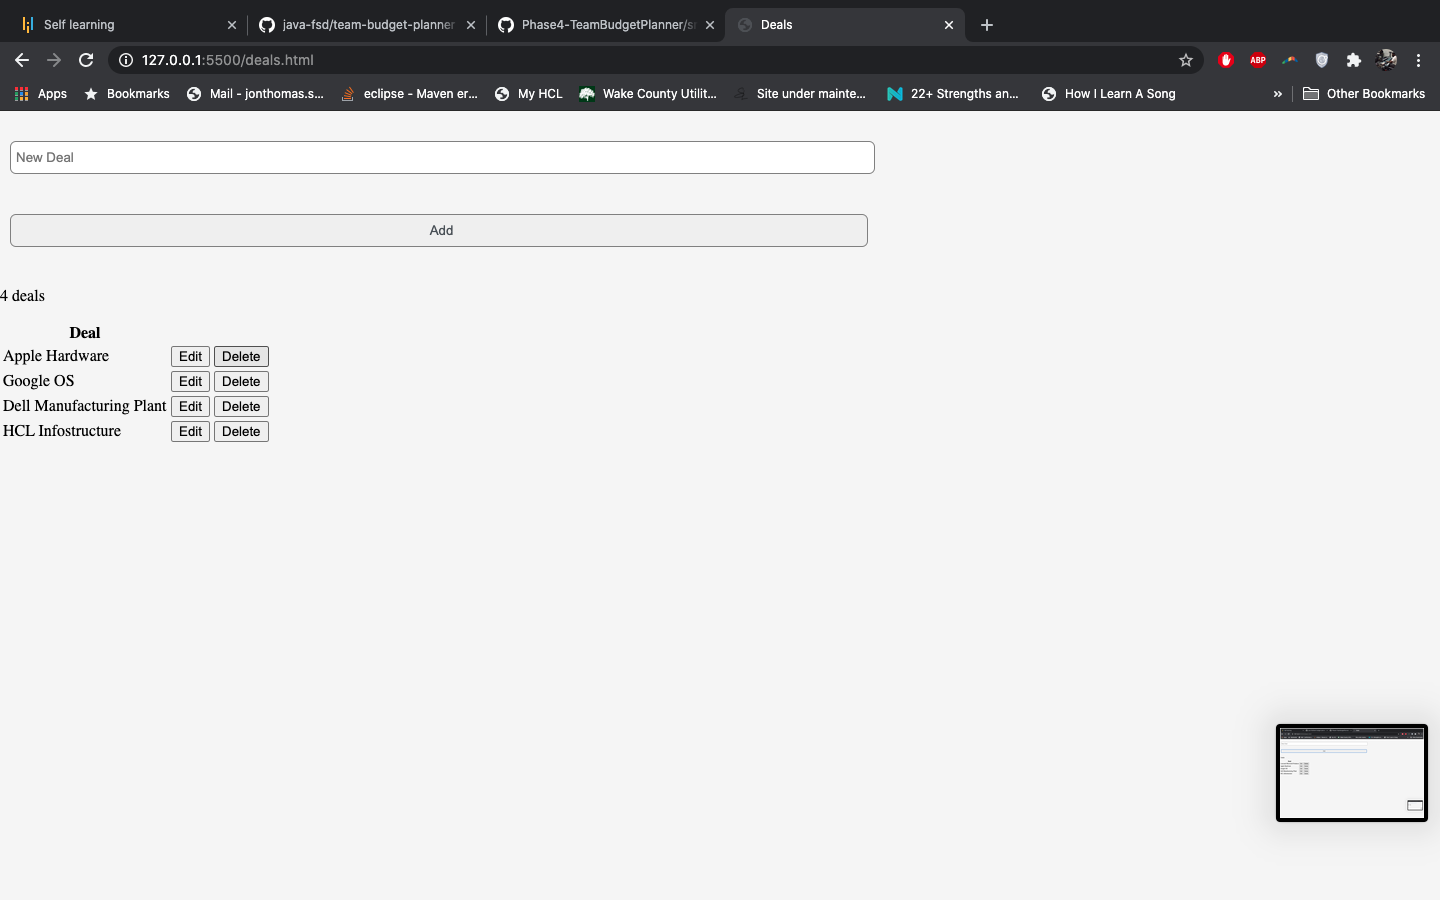 Self learning
java-fsd/team-budget-planner
Phase4-TeamBudgetPlanner/s
Deals
127.0.0.1:5500/deals.html
ABP
Apps
Bookmarks
Mail - jonthomas.s...
eclipse - Maven er...
My HCL
Wake County Utilit...
Site under mainte...
22+ Strengths an...
How I Learn A Song
»
Other Bookmarks
New Deal
Add
4 deals
Deal
Apple Hardware Edit Delete
Google OS Edit Delete
Dell Manufacturing Plant Edit Delete
HCL Infostructure Edit Delete